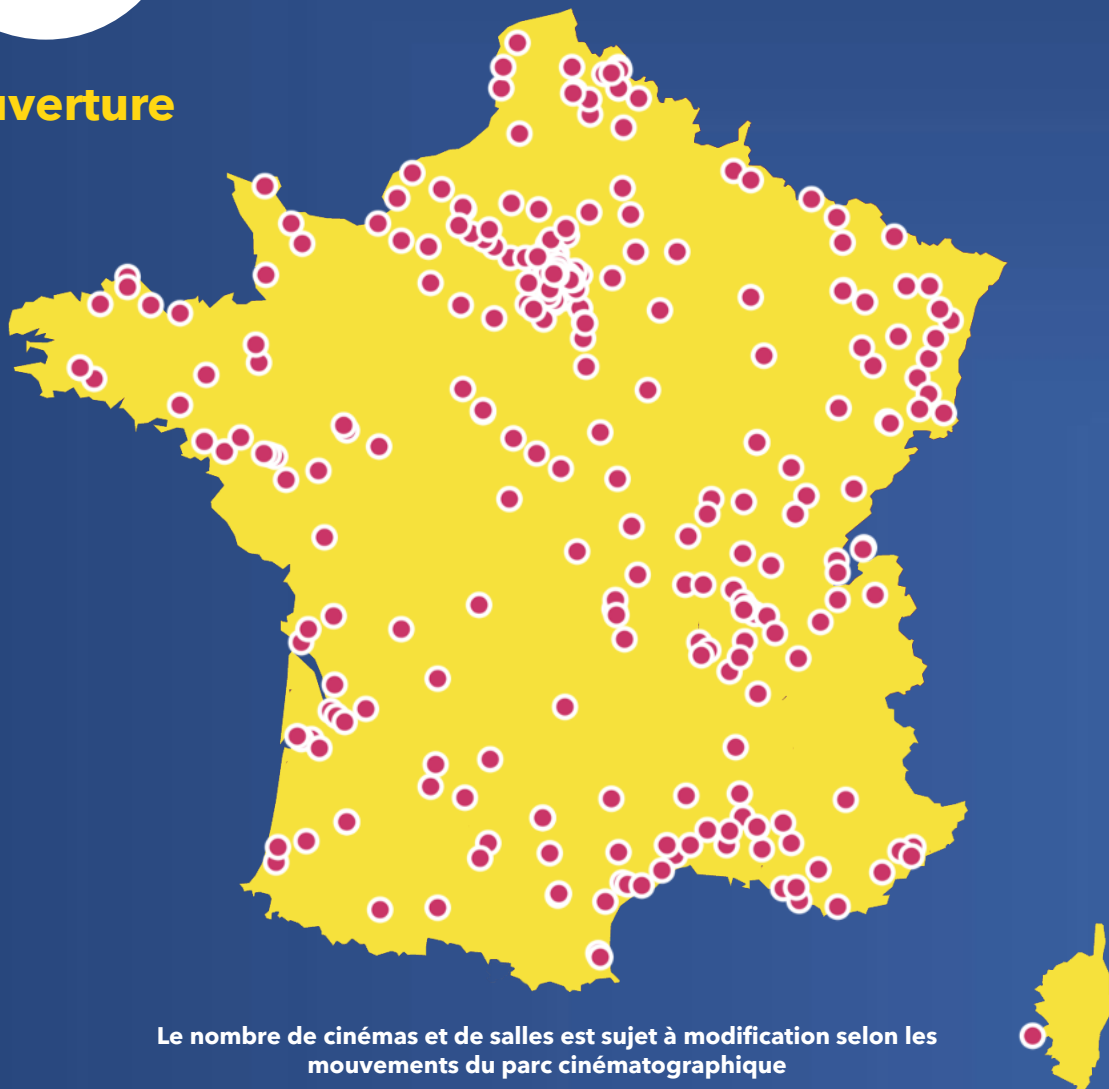 uverture
Le nombre de cinémas et de salles est sujet à modification selon les
mouvements du parc cinématographique